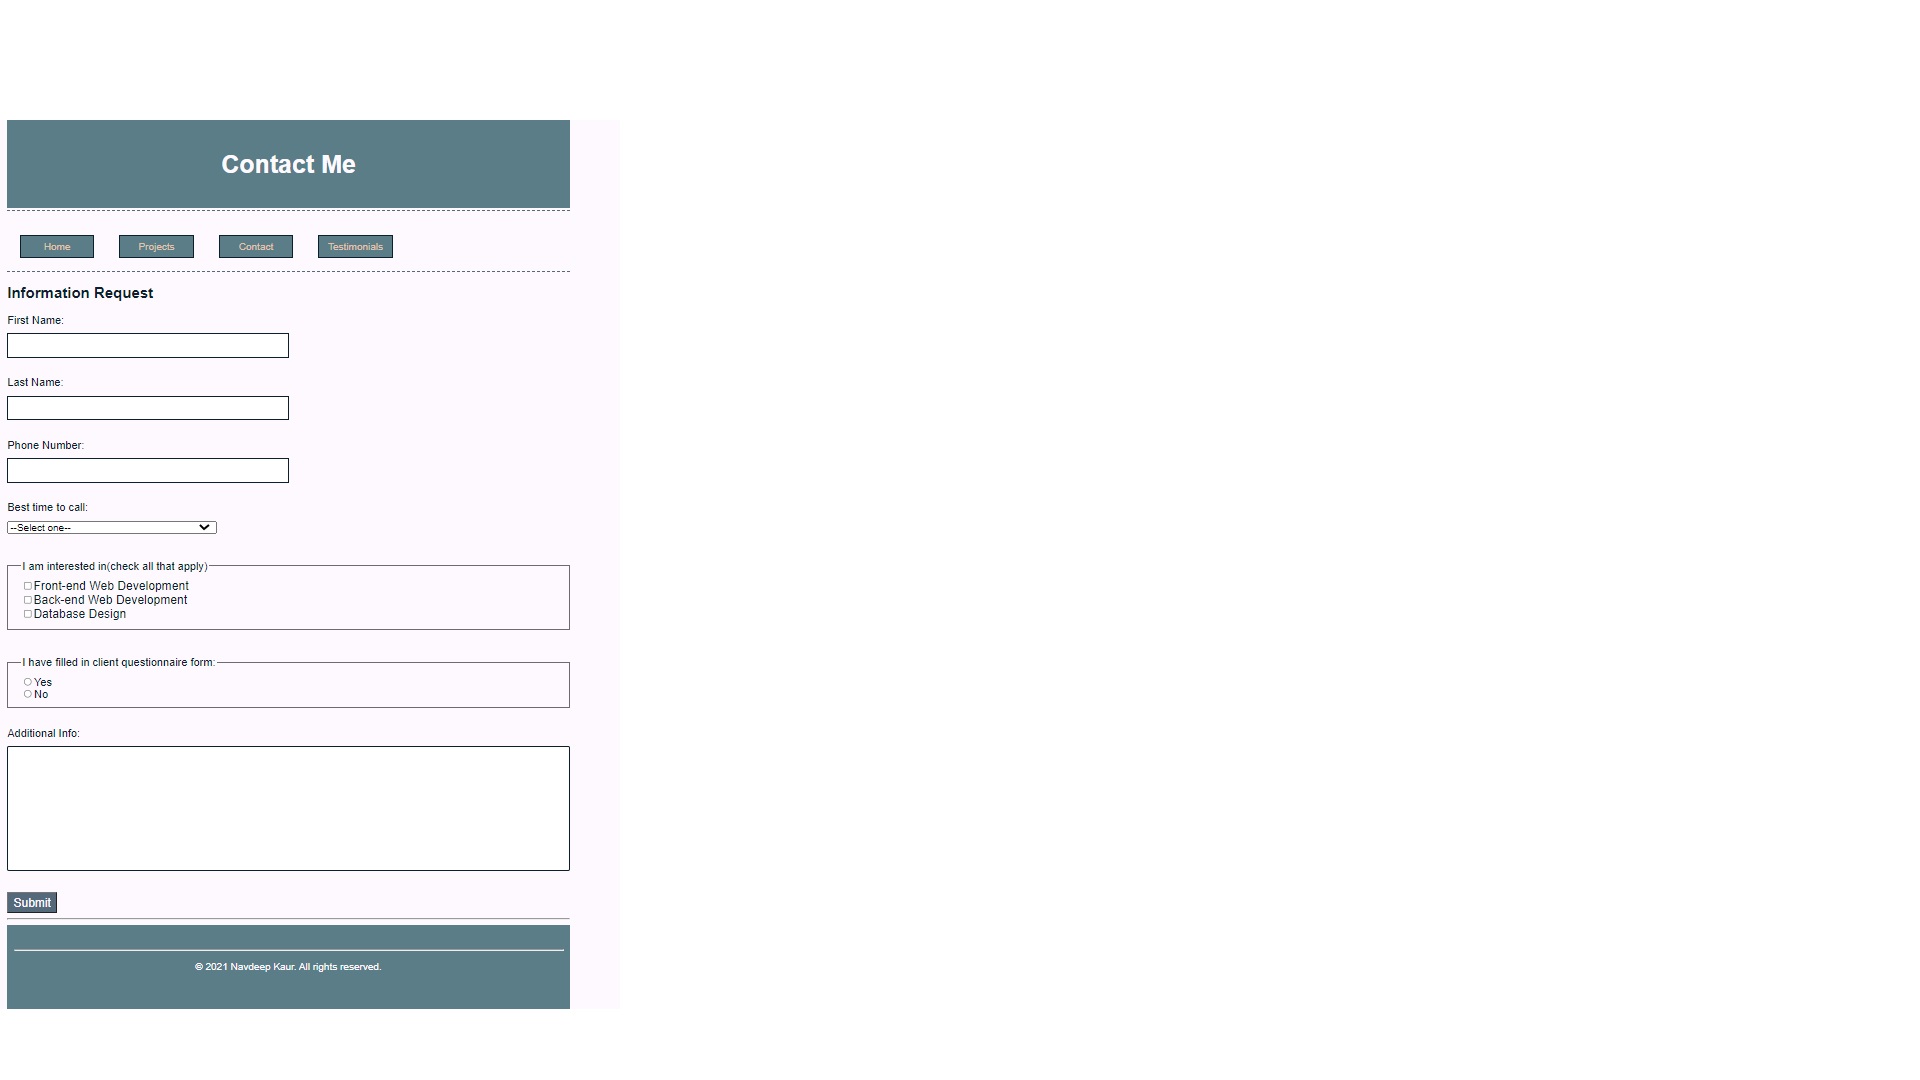 Contact Me
Home Projects Contact Testimonials
Information Request
First Name:
Last Name:
Phone Number:
Best time to call:
--Select one--
I am interested in(check all that apply)
Front-end Web Development
Back-end Web Development
Database Design
I have filled in client questionnaire form:
Yes
No
Additional Info:
Submit
© 2021 Navdeep Kaur. All rights reserved.